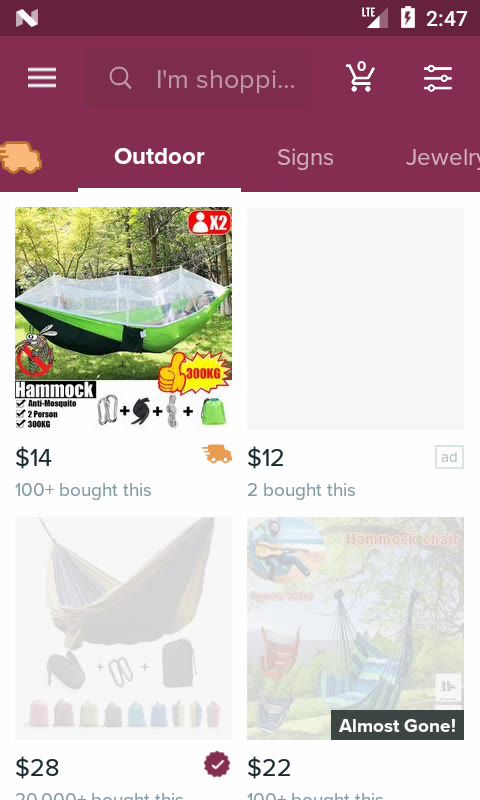 LTE 2:47
I'm shoppi...
0
Outdoor Signs Jewelry
X2
300KG
Hammock
Anti-Mosquito
2 Person
300KG
$14
100+ bought this
$12
ad
2 bought this
Hammock chair
Almost Gone!
$28
20,000+ bought this
$22
100+ bought this